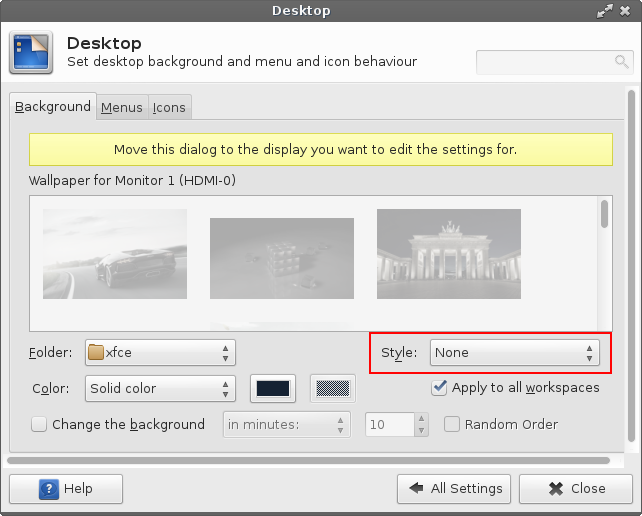 Desktop
Desktop
Set desktop background and menu and icon behaviour
Background Menus Icons
Move this dialog to the display you want to edit the settings for.
Wallpaper for Monitor 1 (HDMI-0)
Folder: xfce Style: None
Color: Solid color Apply to all workspaces
Change the background in minutes: 10 Random Order
Help All Settings Close